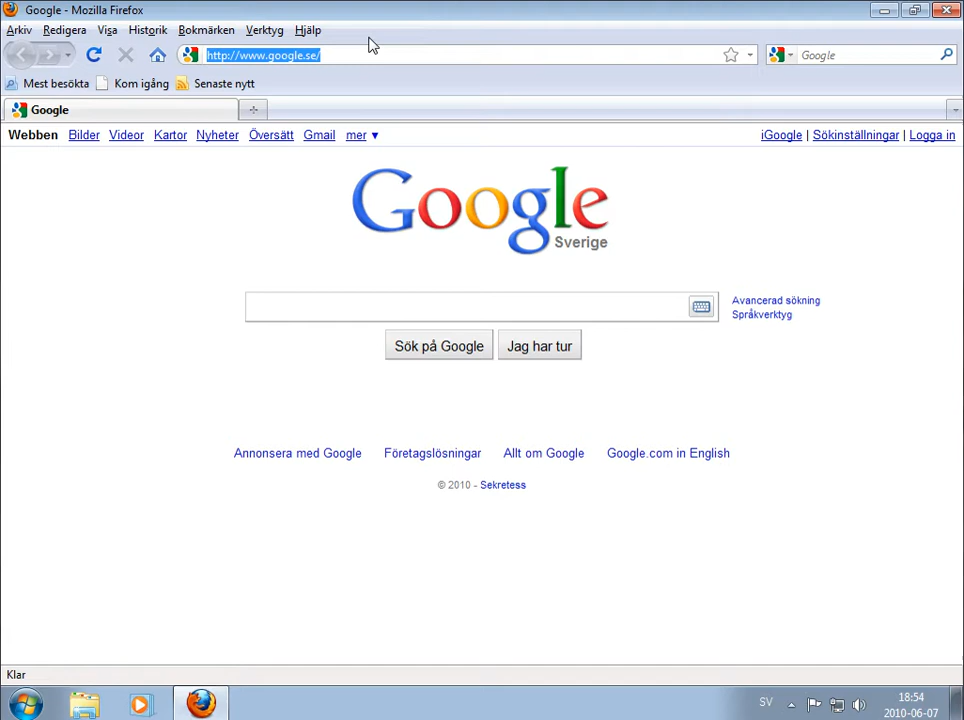 Google - Mozilla Firefox
Arkiv Redigera Visa Historik Bokmärken Verktyg Hjälp
http://www.google.se/ Google
Mest besökta Kom igång Senaste nytt
Google
Webben Bilder Videor Kartor Nyheter Översätt Gmail mer ▼ iGoogle | Sökinställningar | Logga in
Google
Sverige
Avancerad sökning
Språkverktyg
Sök på Google Jag har tur
Annonsera med Google Företagslösningar Allt om Google Google.com in English
© 2010 - Sekretess
Klar
SV 18:54
2010-06-07